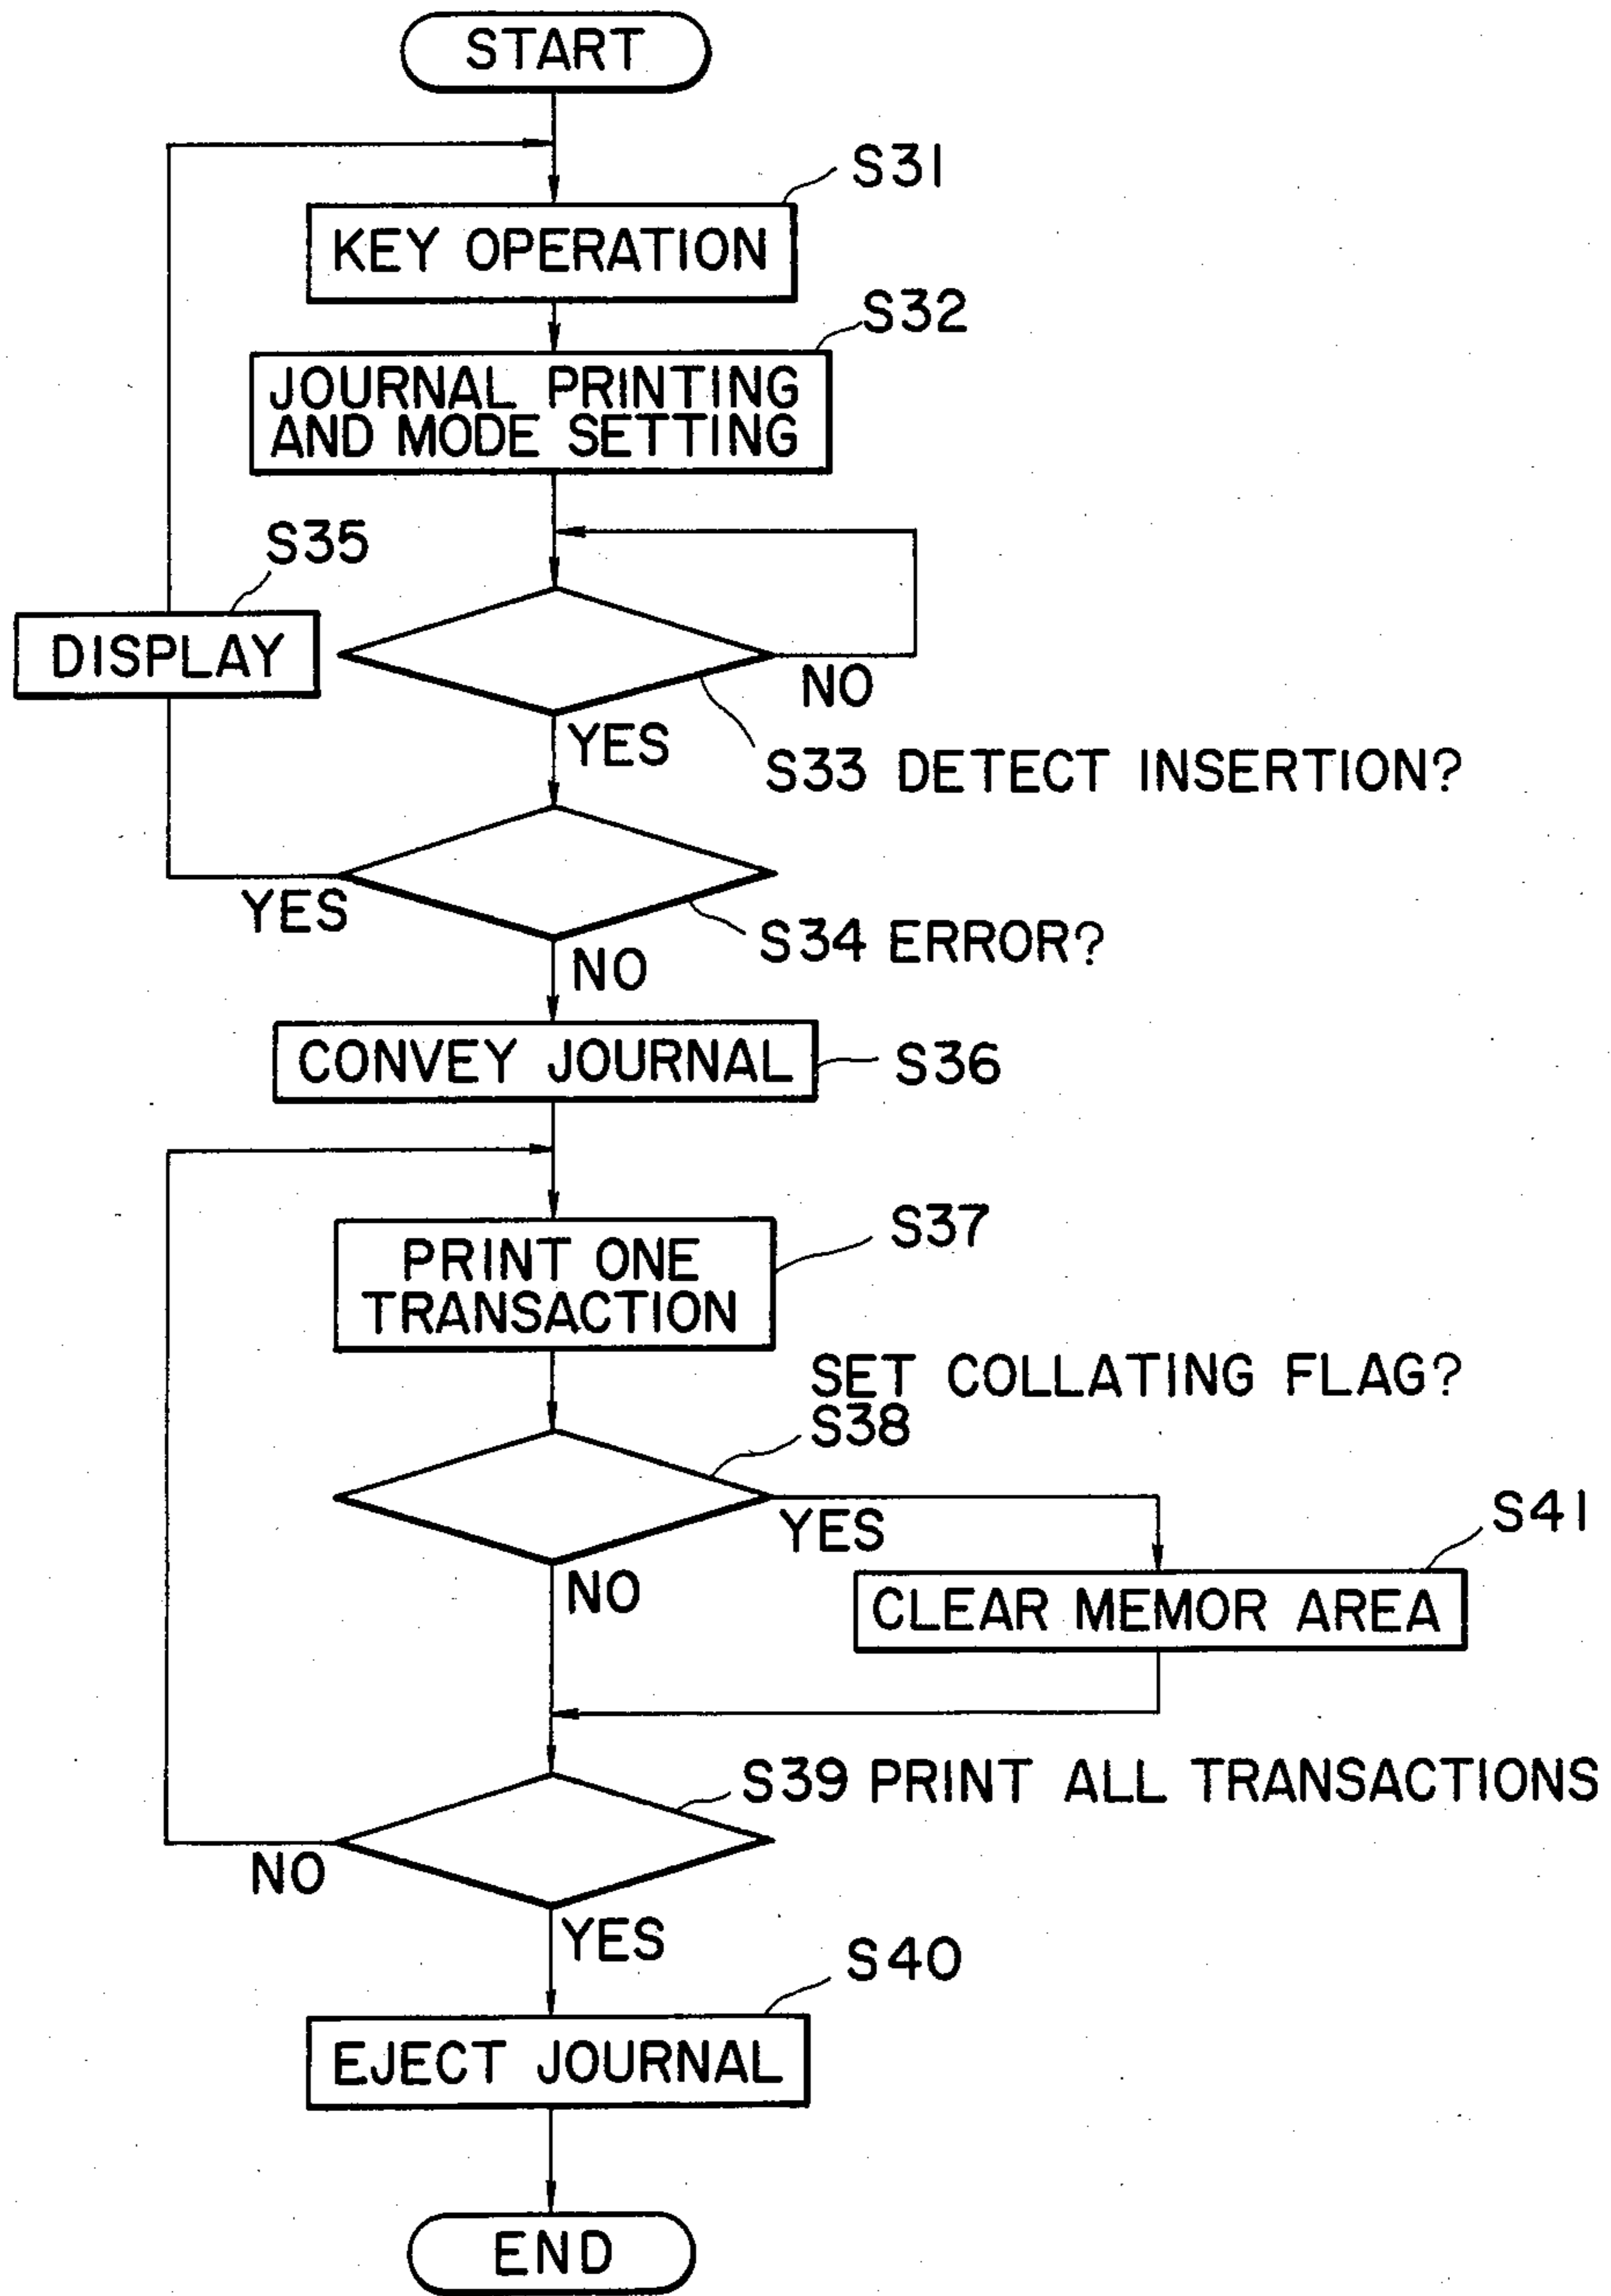 START
S31
KEY OPERATION
S32
JOURNAL PRINTING
AND MODE SETTING
S35
DISPLAY
NO
YES
S33 DETECT INSERTION?
YES
S34 ERROR?
NO
CONVEY JOURNAL
S36
S37
PRINT ONE
TRANSACTION
SET COLLATING FLAG?
S38
YES
S41
NO
CLEAR MEMOR AREA
S39 PRINT ALL TRANSACTIONS
NO
YES
S40
EJECT JOURNAL
END